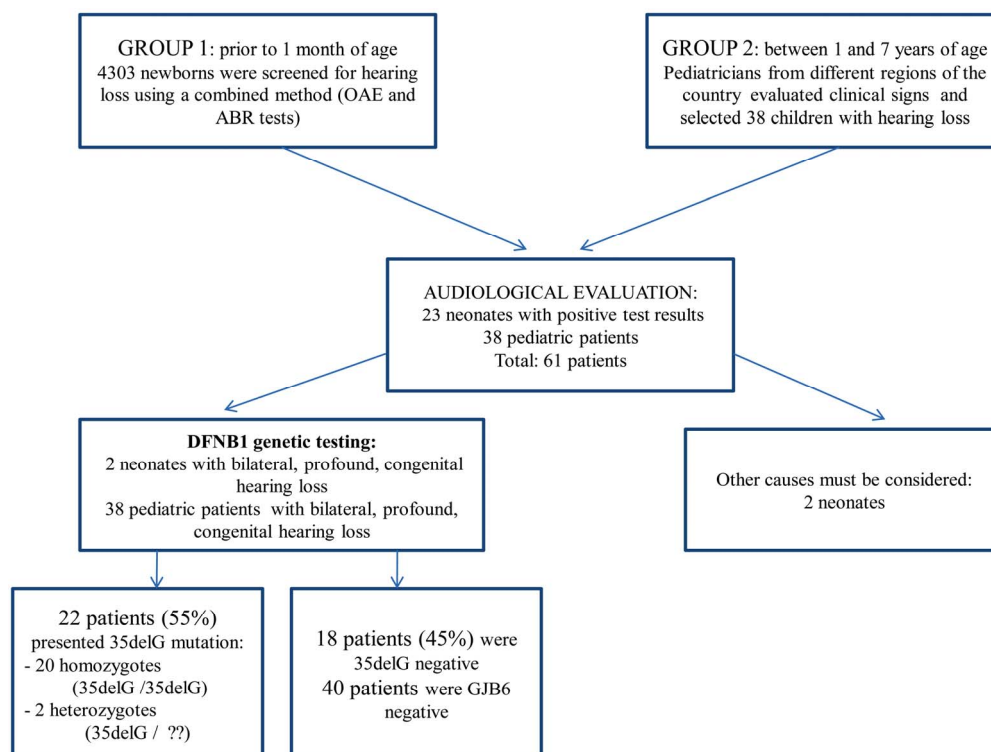 GROUP 1: prior to 1 month of age
4303 newborns were screened for hearing
loss using a combined method (OAE and
ABR tests)
GROUP 2: between 1 and 7 years of age
Pediatricians from different regions of the
country evaluated clinical signs and
selected 38 children with hearing loss
AUDIOLOGICAL EVALUATION:
23 neonates with positive test results
38 pediatric patients
Total: 61 patients
DFNB1 genetic testing:
2 neonates with bilateral, profound, congenital
hearing loss
38 pediatric patients with bilateral, profound,
congenital hearing loss
Other causes must be considered:
2 neonates
22 patients (55%)
presented 35delG mutation:
- 20 homozygotes
(35delG /35delG)
- 2 heterozygotes
(35delG / ??)
18 patients (45%) were
35delG negative
40 patients were GJB6
negative